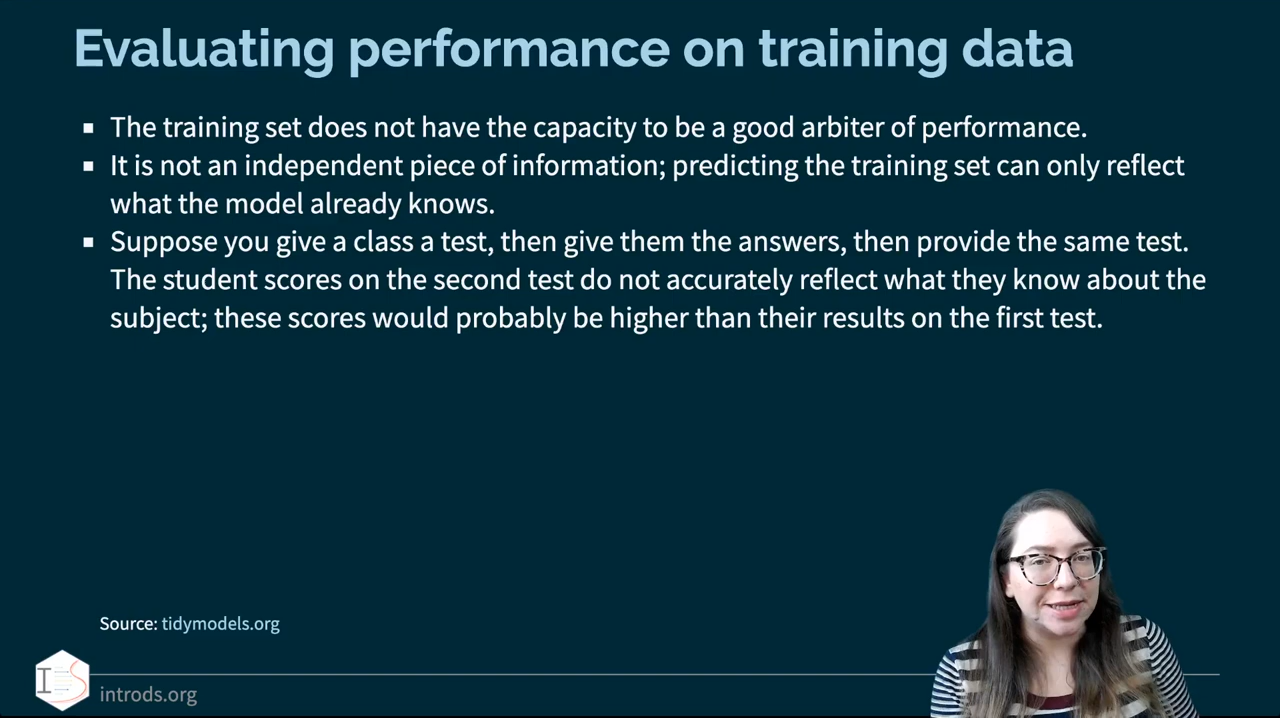 Evaluating performance on training data
▪ The training set does not have the capacity to be a good arbiter of performance.
▪ It is not an independent piece of information; predicting the training set can only reflect
what the model already knows.
▪ Suppose you give a class a test, then give them the answers, then provide the same test.
The student scores on the second test do not accurately reflect what they know about the
subject; these scores would probably be higher than their results on the first test.
Source: tidymodels.org
IS
introds.org